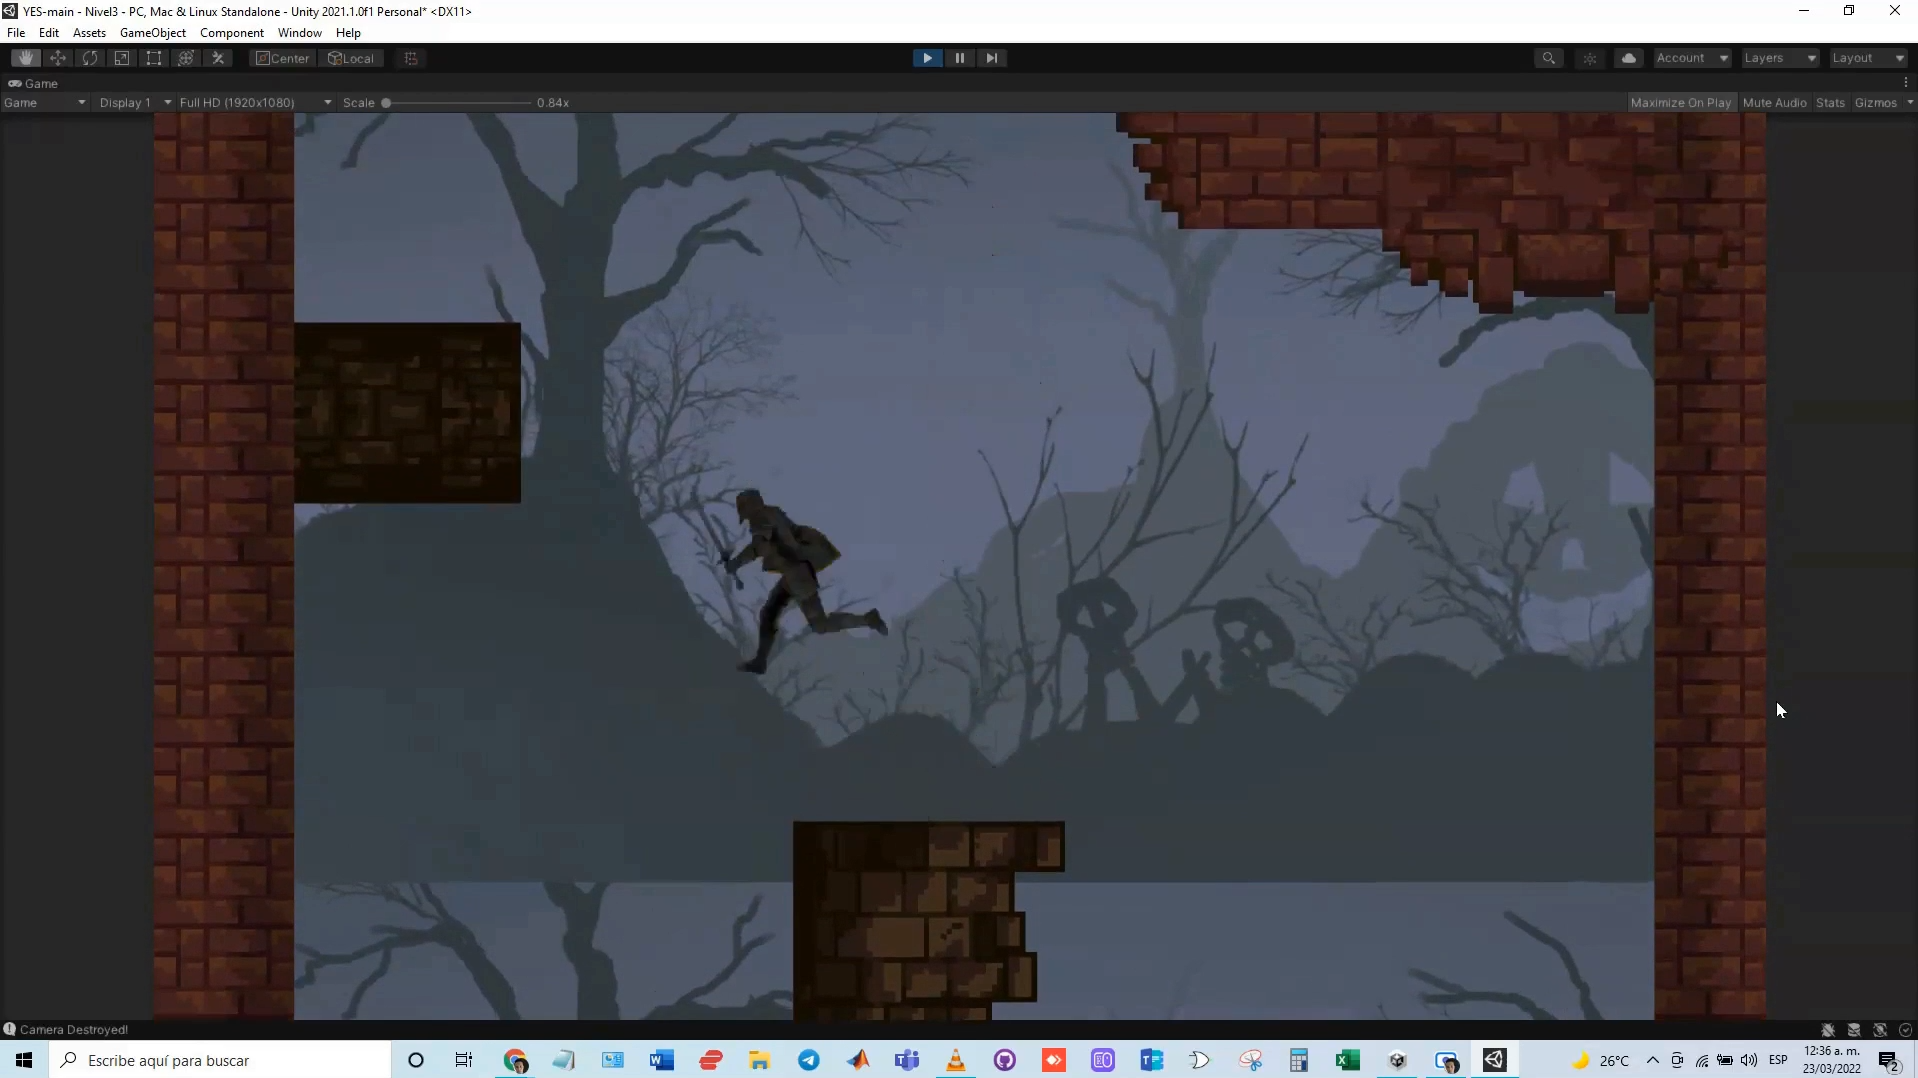 YES-main - Nivel3 - PC, Mac & Linux Standalone - Unity 2021.1.0f1 Personal* <DX11>
File Edit Assets GameObject Component Window Help
Center Local Account Layers Layout
Game
Game Display 1 Full HD (1920x1080) Scale 0.84x Maximize On Play Mute Audio Stats Gizmos
Camera Destroyed!
Escribe aquí para buscar 26°C ESP 12:36 a. m.
23/03/2022
2